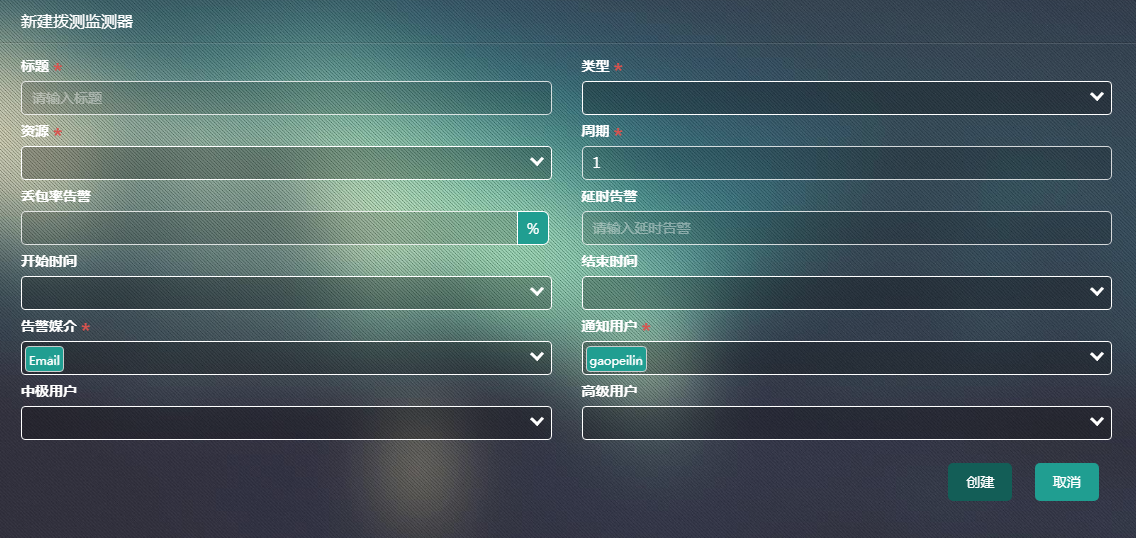 新建拨测监测器
标题 * 类型 *
请输入标题
资源 * 周期 *
1
丢包率告警 延时告警
% 请输入延时告警
开始时间 结束时间
告警媒介 * 通知用户 *
Email gaopeilin
中极用户 高级用户
创建 取消